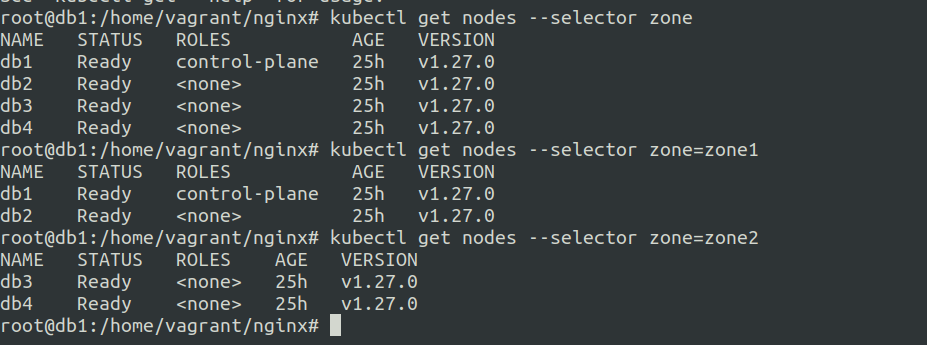 root@db1:/home/vagrant/nginx# kubectl get nodes --selector zone
NAME   STATUS   ROLES           AGE   VERSION
db1    Ready    control-plane   25h   v1.27.0
db2    Ready    <none>          25h   v1.27.0
db3    Ready    <none>          25h   v1.27.0
db4    Ready    <none>          25h   v1.27.0
root@db1:/home/vagrant/nginx# kubectl get nodes --selector zone=zone1
NAME   STATUS   ROLES           AGE   VERSION
db1    Ready    control-plane   25h   v1.27.0
db2    Ready    <none>          25h   v1.27.0
root@db1:/home/vagrant/nginx# kubectl get nodes --selector zone=zone2
NAME   STATUS   ROLES    AGE   VERSION
db3    Ready    <none>   25h   v1.27.0
db4    Ready    <none>   25h   v1.27.0
root@db1:/home/vagrant/nginx#